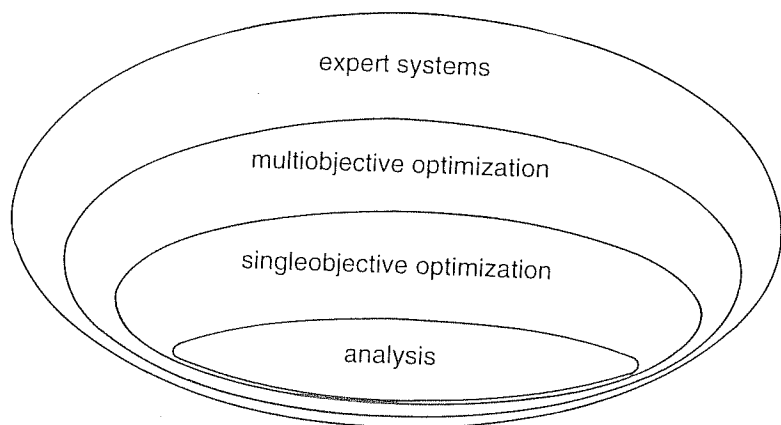 expert systems
multiobjective optimization
singleobjective optimization
analysis